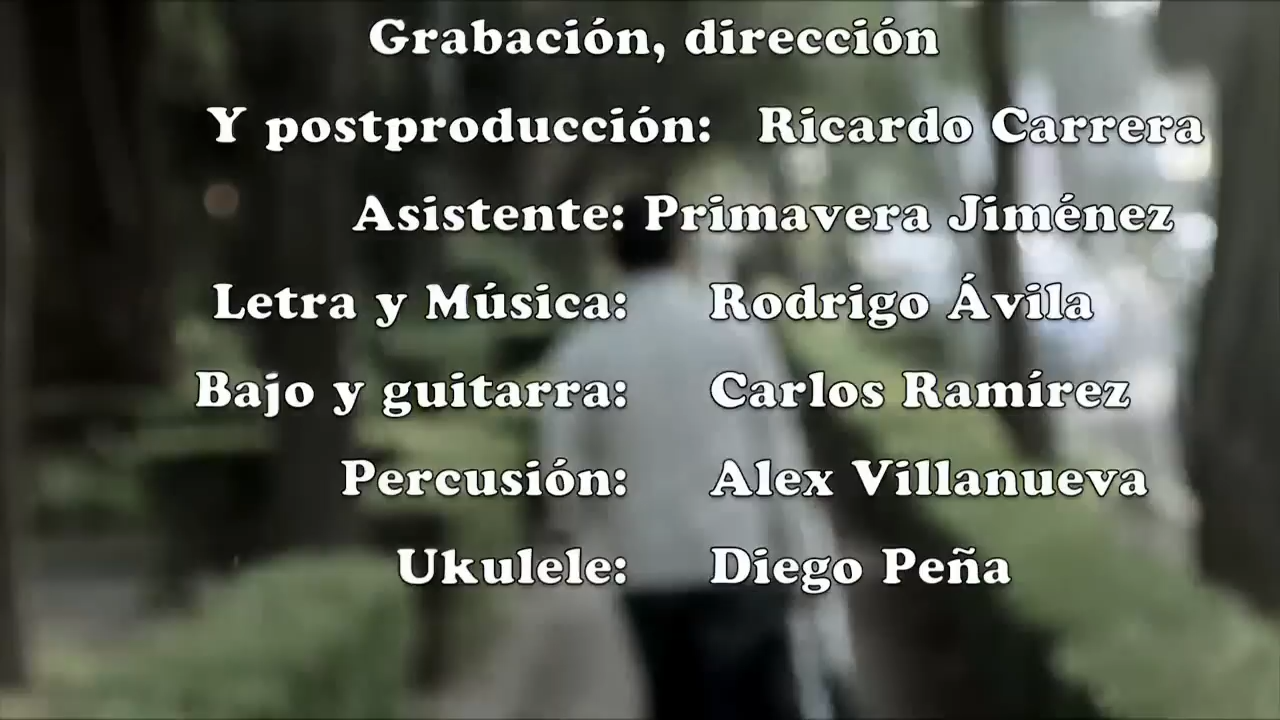 Grabación, dirección
Y postproducción: Ricardo Carrera
Asistente: Primavera Jiménez
Letra y Música: Rodrigo Ávila
Bajo y guitarra: Carlos Ramírez
Percusión: Alex Villanueva
Ukulele: Diego Peña